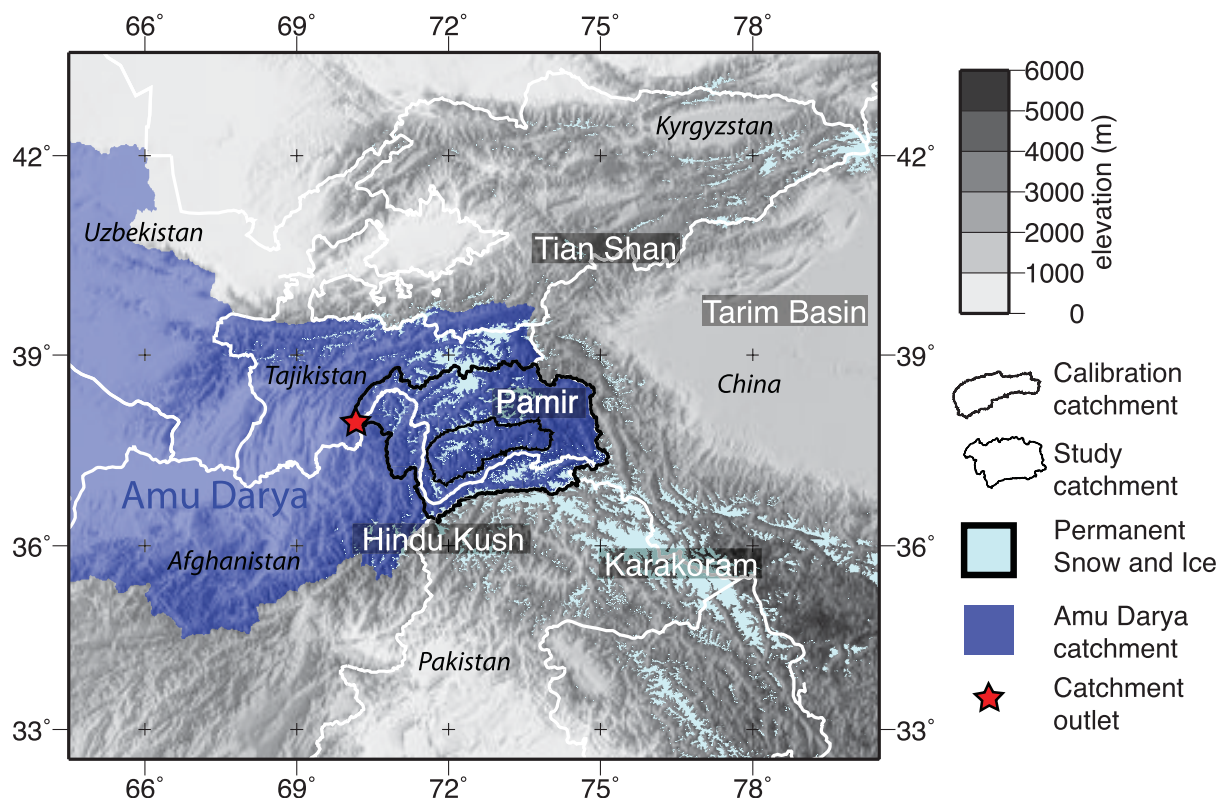 66° 69° 72° 75° 78°
6000
5000
4000
3000
2000
1000
0
elevation (m)
Kyrgyzstan
42° 42°
Uzbekistan
Tian Shan
Tarim Basin
39° 39°
Tajikistan
China
Pamir
Calibration
catchment
Study
catchment
Amu Darya
Hindu Kush
36° 36°
Afghanistan
Karakoram
Permanent
Snow and Ice
Amu Darya
catchment
Pakistan
Catchment
outlet
33° 33°
66° 69° 72° 75° 78°